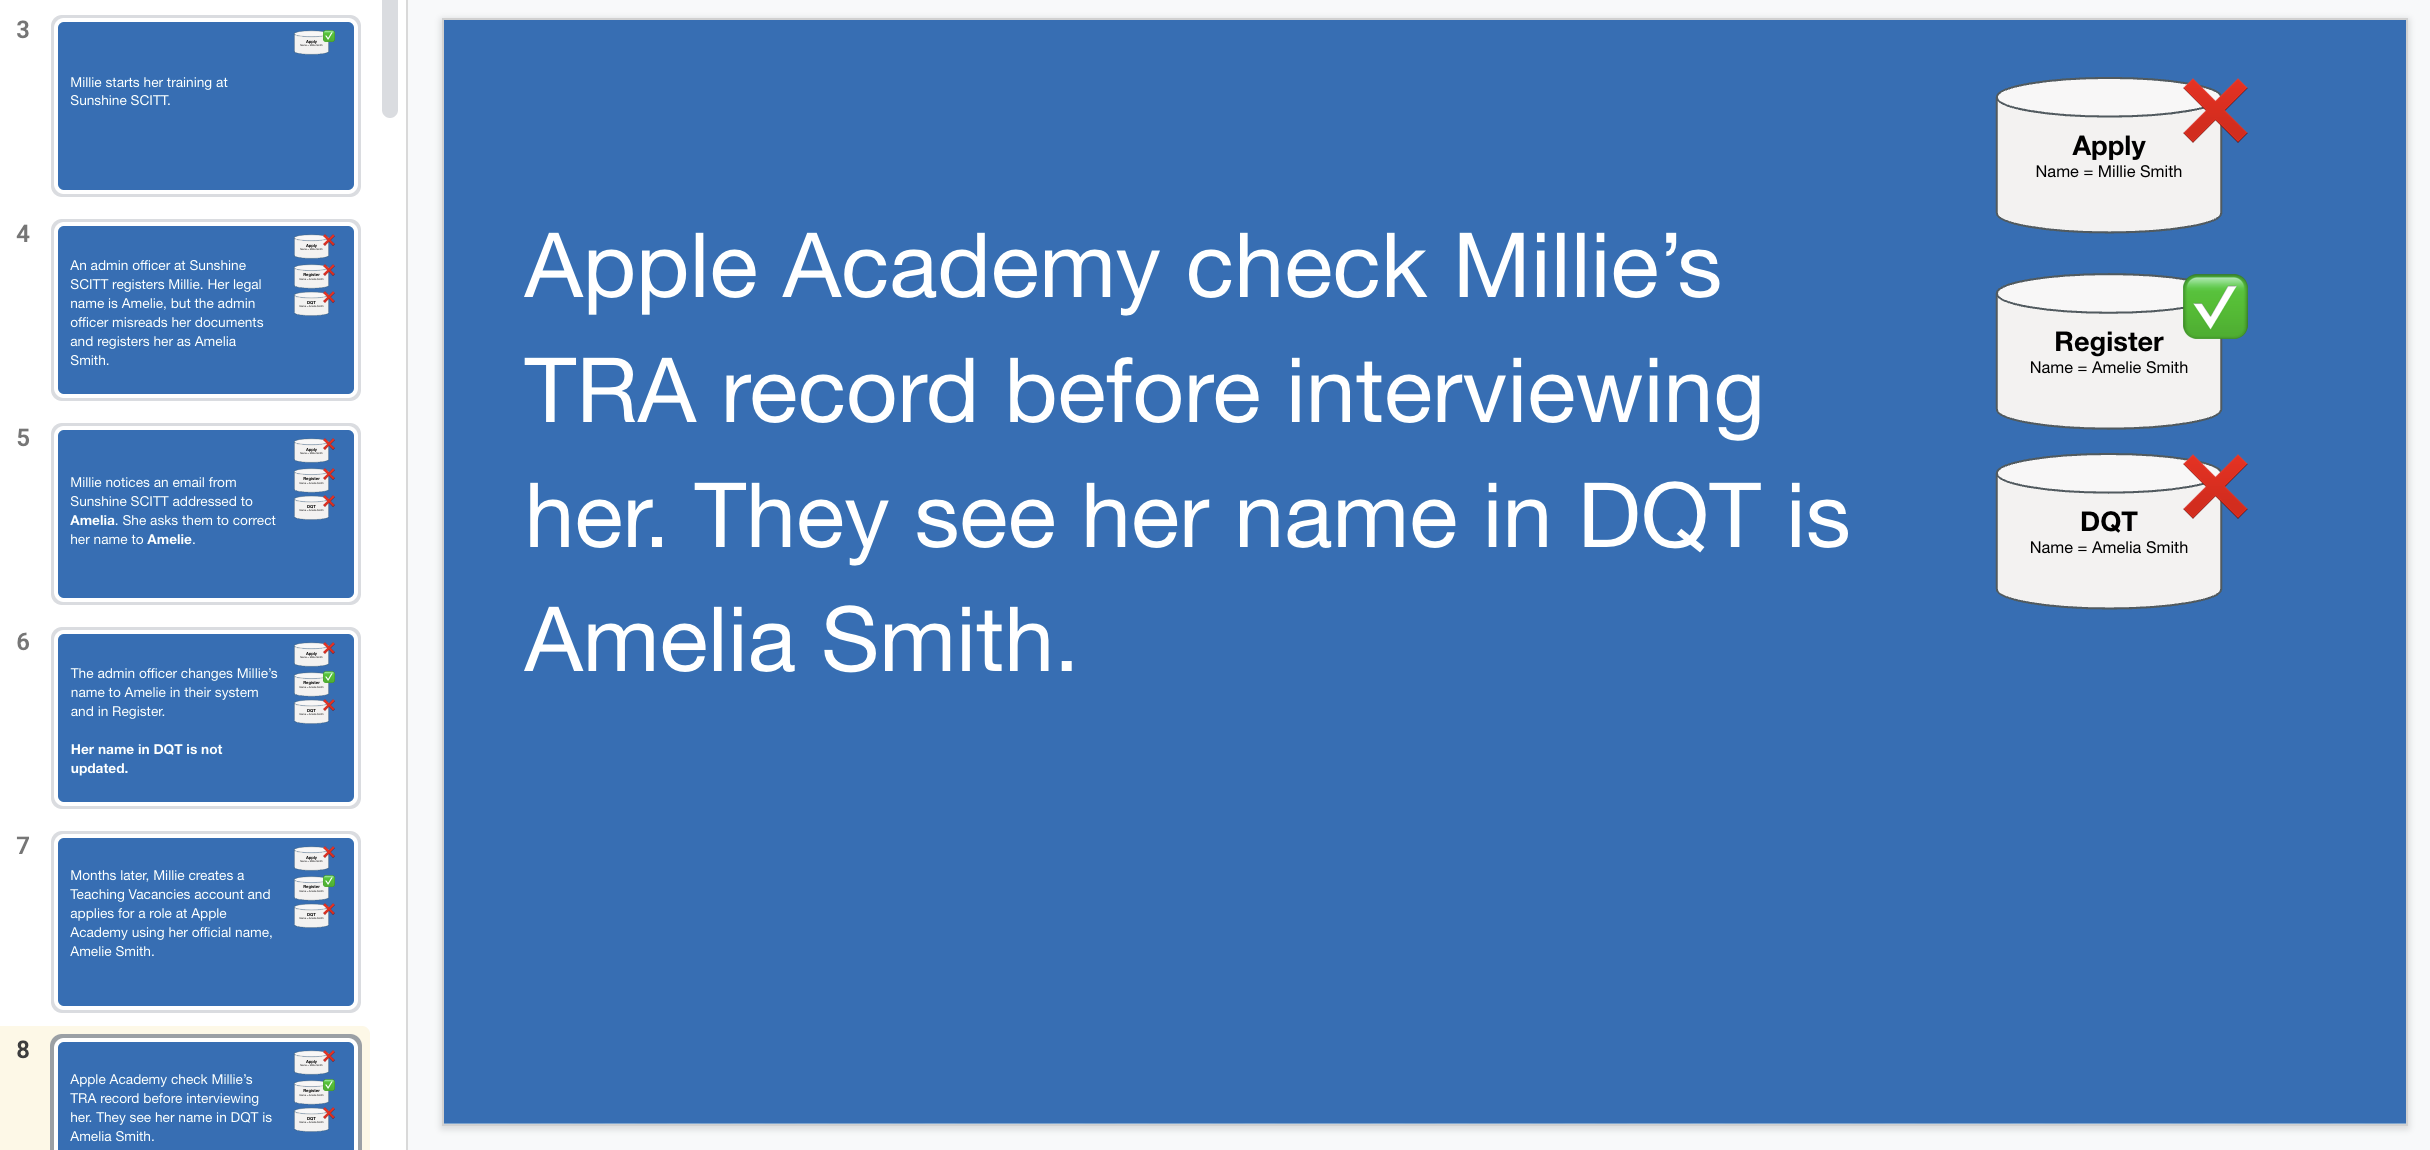 3
Apply
Millie starts her training at
Sunshine SCITT.
4
Apply
Register
DQT
An admin officer at Sunshine
SCITT registers Millie. Her legal
name is Amelie, but the admin
officer misreads her documents
and registers her as Amelia
Smith.
5
Apply
Register
DQT
Millie notices an email from
Sunshine SCITT addressed to
Amelia. She asks them to correct
her name to Amelie.
6
Apply
Register
DQT
The admin officer changes Millie’s
name to Amelie in their system
and in Register.
Her name in DQT is not
updated.
7
Apply
Register
DQT
Months later, Millie creates a
Teaching Vacancies account and
applies for a role at Apple
Academy using her official name,
Amelie Smith.
8
Apply
Register
DQT
Apple Academy check Millie’s
TRA record before interviewing
her. They see her name in DQT is
Amelia Smith.
Apple Academy check Millie’s
TRA record before interviewing
her. They see her name in DQT is
Amelia Smith.
Apply
Name = Millie Smith
Register
Name = Amelie Smith
DQT
Name = Amelia Smith